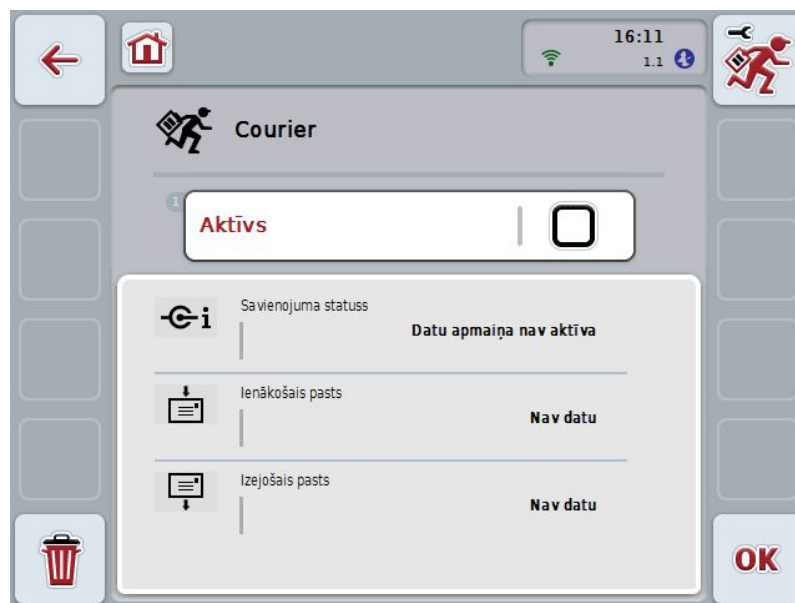 16:11
1.1
Courier
1
Aktīvs
Savienojuma statuss
Datu apmaiņa nav aktīva
Ienākošais pasts
Nav datu
Izejošais pasts
Nav datu
OK